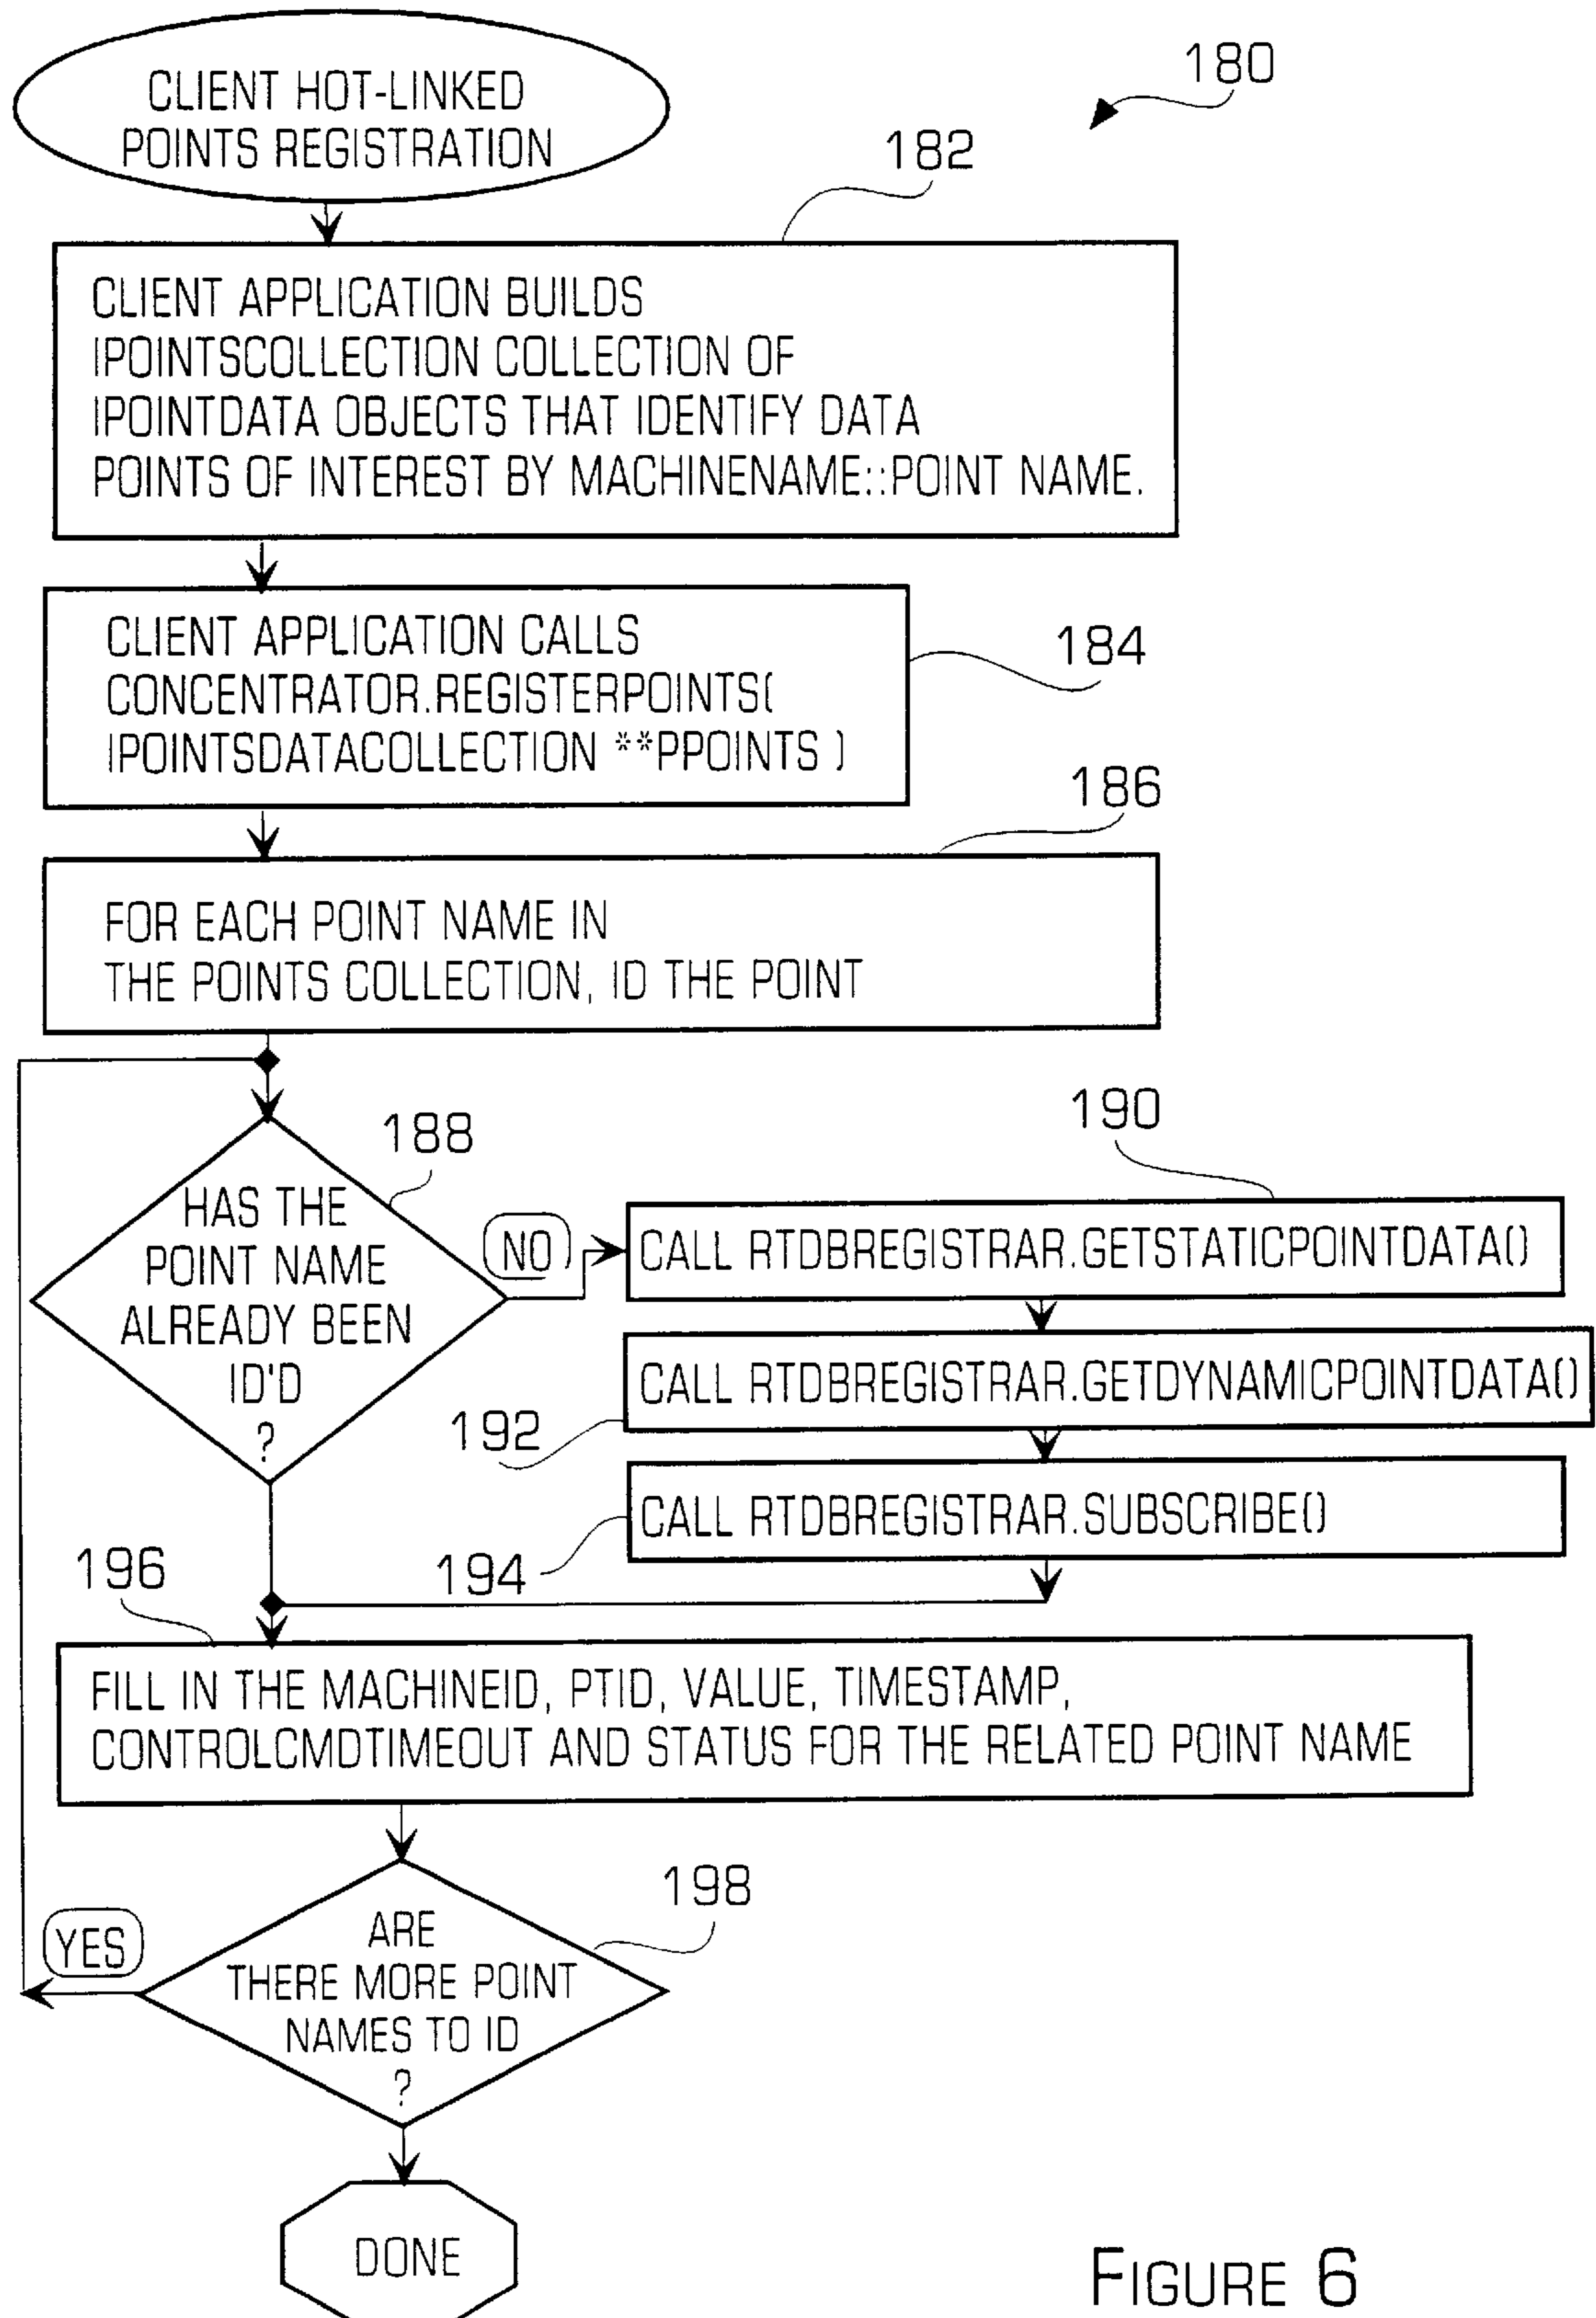 CLIENT HOT-LINKED
POINTS REGISTRATION
180
182
CLIENT APPLICATION BUILDS
IPOINTSCOLLECTION COLLECTION OF
IPOINTDATA OBJECTS THAT IDENTIFY DATA
POINTS OF INTEREST BY MACHINENAME::POINT NAME.
184
CLIENT APPLICATION CALLS
CONCENTRATOR.REGISTERPOINTS(
IPOINTSDATACOLLECTION **PPOINTS )
186
FOR EACH POINT NAME IN
THE POINTS COLLECTION, ID THE POINT
188
HAS THE
POINT NAME
ALREADY BEEN
ID'D
?
NO
190
CALL RTDBREGISTRAR.GETSTATICPOINTDATA()
192
CALL RTDBREGISTRAR.GETDYNAMICPOINTDATA()
194
CALL RTDBREGISTRAR.SUBSCRIBE()
196
FILL IN THE MACHINEID, PTID, VALUE, TIMESTAMP,
CONTROLCMDTIMEOUT AND STATUS FOR THE RELATED POINT NAME
198
ARE
THERE MORE POINT
NAMES TO ID
?
YES
DONE
FIGURE 6